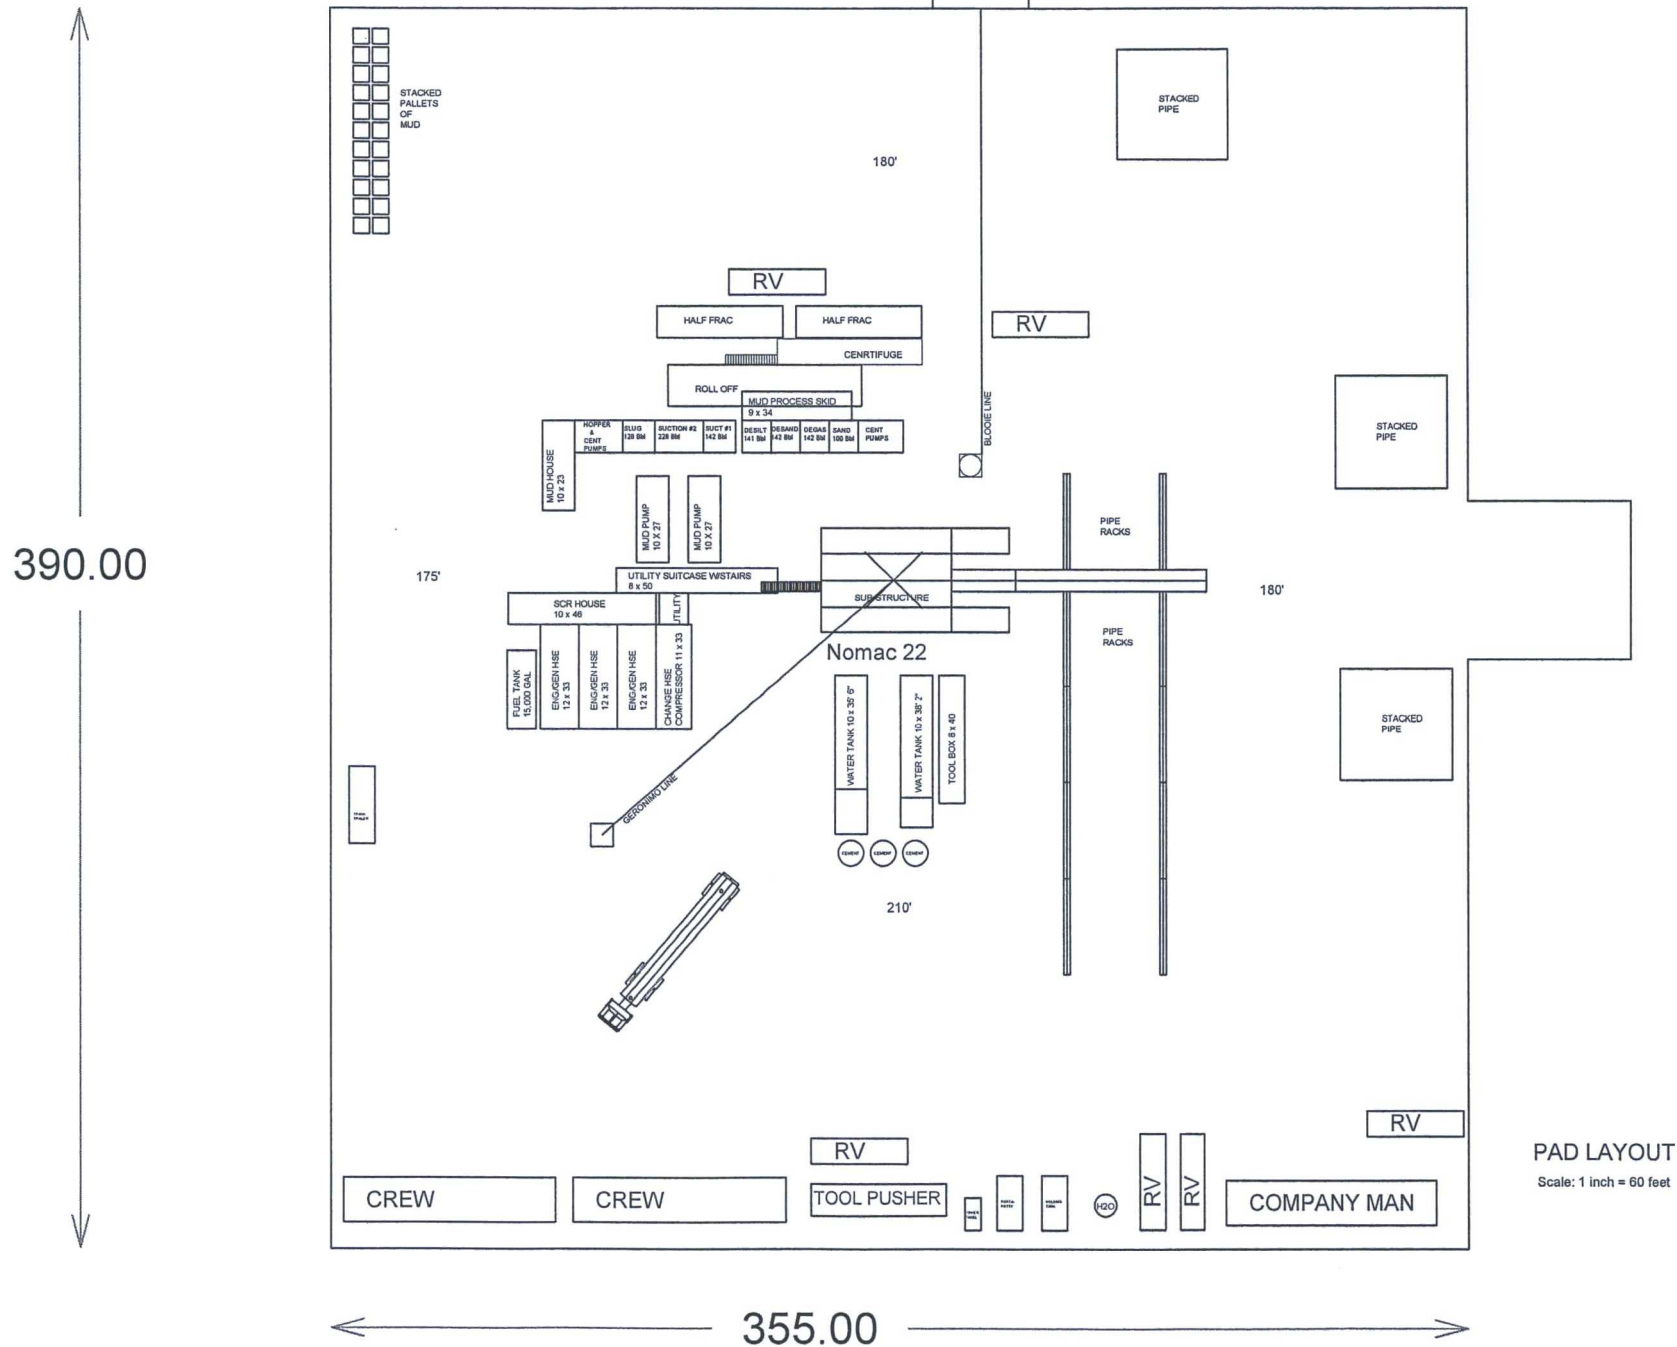 STACKED
PALLETS
OF
MUD
STACKED
PIPE
180'
RV
HALF FRAC
HALF FRAC
RV
CENRTIFUGE
ROLL OFF
MUD PROCESS SKID
9 x 34
BLOOIE LINE
HOPPER
&
CENT
PUMPS
SLUG
128 Bbl
SUCTION #2
228 Bbl
SUCT #1
142 Bbl
DESILT
141 Bbl
DESAND
142 Bbl
DEGAS
142 Bbl
SAND
100 Bbl
CENT
PUMPS
STACKED
PIPE
MUD HOUSE
10 x 23
MUD PUMP
10 X 27
MUD PUMP
10 X 27
PIPE
RACKS
390.00
175'
UTILITY SUITCASE W/STAIRS
8 x 50
SUB STRUCTURE
180'
SCR HOUSE
10 x 46
UTILITY
PIPE
RACKS
Nomac 22
FUEL TANK
15,000 GAL
ENG/GEN HSE
12 x 33
ENG/GEN HSE
12 x 33
ENG/GEN HSE
12 x 33
CHANGE HSE
COMPRESSOR 11 x 33
WATER TANK 10 x 35' 6"
WATER TANK 10 x 38' 2"
TOOL BOX 8 x 40
STACKED
PIPE
GERONIMO LINE
CEMENT
CEMENT
CEMENT
210'
RV
RV
PAD LAYOUT
Scale: 1 inch = 60 feet
CREW
CREW
TOOL PUSHER
H2O
RV
RV
COMPANY MAN
355.00